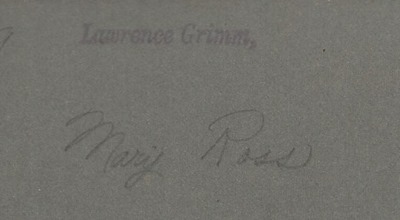 Lawrence Grimm,
Mary Ross